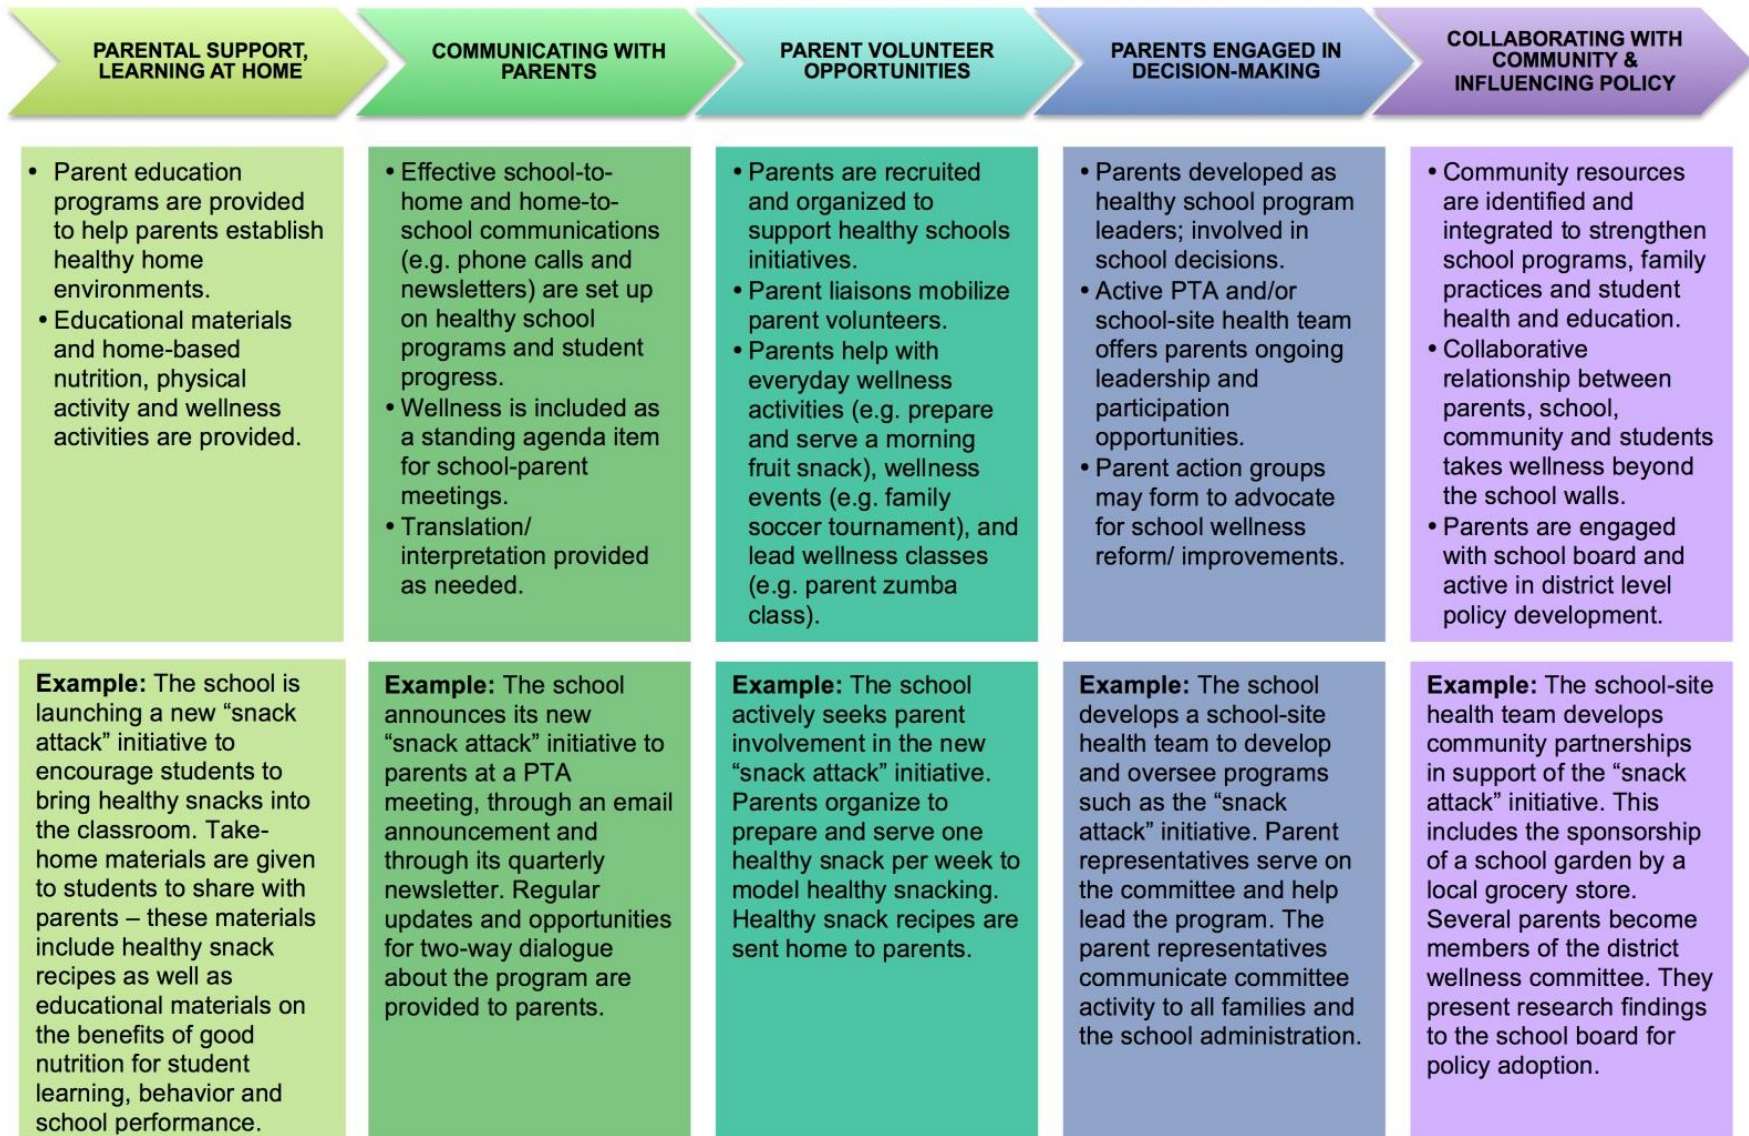 PARENTAL SUPPORT,
LEARNING AT HOME
COMMUNICATING WITH
PARENTS
PARENT VOLUNTEER
OPPORTUNITIES
PARENTS ENGAGED IN
DECISION-MAKING
COLLABORATING WITH
COMMUNITY &
INFLUENCING POLICY
• Parent education
programs are provided
to help parents establish
healthy home
environments.
• Educational materials
and home-based
nutrition, physical
activity and wellness
activities are provided.
• Effective school-to-
home and home-to-
school communications
(e.g. phone calls and
newsletters) are set up
on healthy school
programs and student
progress.
• Wellness is included as
a standing agenda item
for school-parent
meetings.
• Translation/
interpretation provided
as needed.
• Parents are recruited
and organized to
support healthy schools
initiatives.
• Parent liaisons mobilize
parent volunteers.
• Parents help with
everyday wellness
activities (e.g. prepare
and serve a morning
fruit snack), wellness
events (e.g. family
soccer tournament), and
lead wellness classes
(e.g. parent zumba
class).
• Parents developed as
healthy school program
leaders; involved in
school decisions.
• Active PTA and/or
school-site health team
offers parents ongoing
leadership and
participation
opportunities.
• Parent action groups
may form to advocate
for school wellness
reform/ improvements.
• Community resources
are identified and
integrated to strengthen
school programs, family
practices and student
health and education.
• Collaborative
relationship between
parents, school,
community and students
takes wellness beyond
the school walls.
• Parents are engaged
with school board and
active in district level
policy development.
Example: The school is
launching a new “snack
attack” initiative to
encourage students to
bring healthy snacks into
the classroom. Take-
home materials are given
to students to share with
parents – these materials
include healthy snack
recipes as well as
educational materials on
the benefits of good
nutrition for student
learning, behavior and
school performance.
Example: The school
announces its new
“snack attack” initiative to
parents at a PTA
meeting, through an email
announcement and
through its quarterly
newsletter. Regular
updates and opportunities
for two-way dialogue
about the program are
provided to parents.
Example: The school
actively seeks parent
involvement in the new
“snack attack” initiative.
Parents organize to
prepare and serve one
healthy snack per week to
model healthy snacking.
Healthy snack recipes are
sent home to parents.
Example: The school
develops a school-site
health team to develop
and oversee programs
such as the “snack
attack” initiative. Parent
representatives serve on
the committee and help
lead the program. The
parent representatives
communicate committee
activity to all families and
the school administration.
Example: The school-site
health team develops
community partnerships
in support of the “snack
attack” initiative. This
includes the sponsorship
of a school garden by a
local grocery store.
Several parents become
members of the district
wellness committee. They
present research findings
to the school board for
policy adoption.